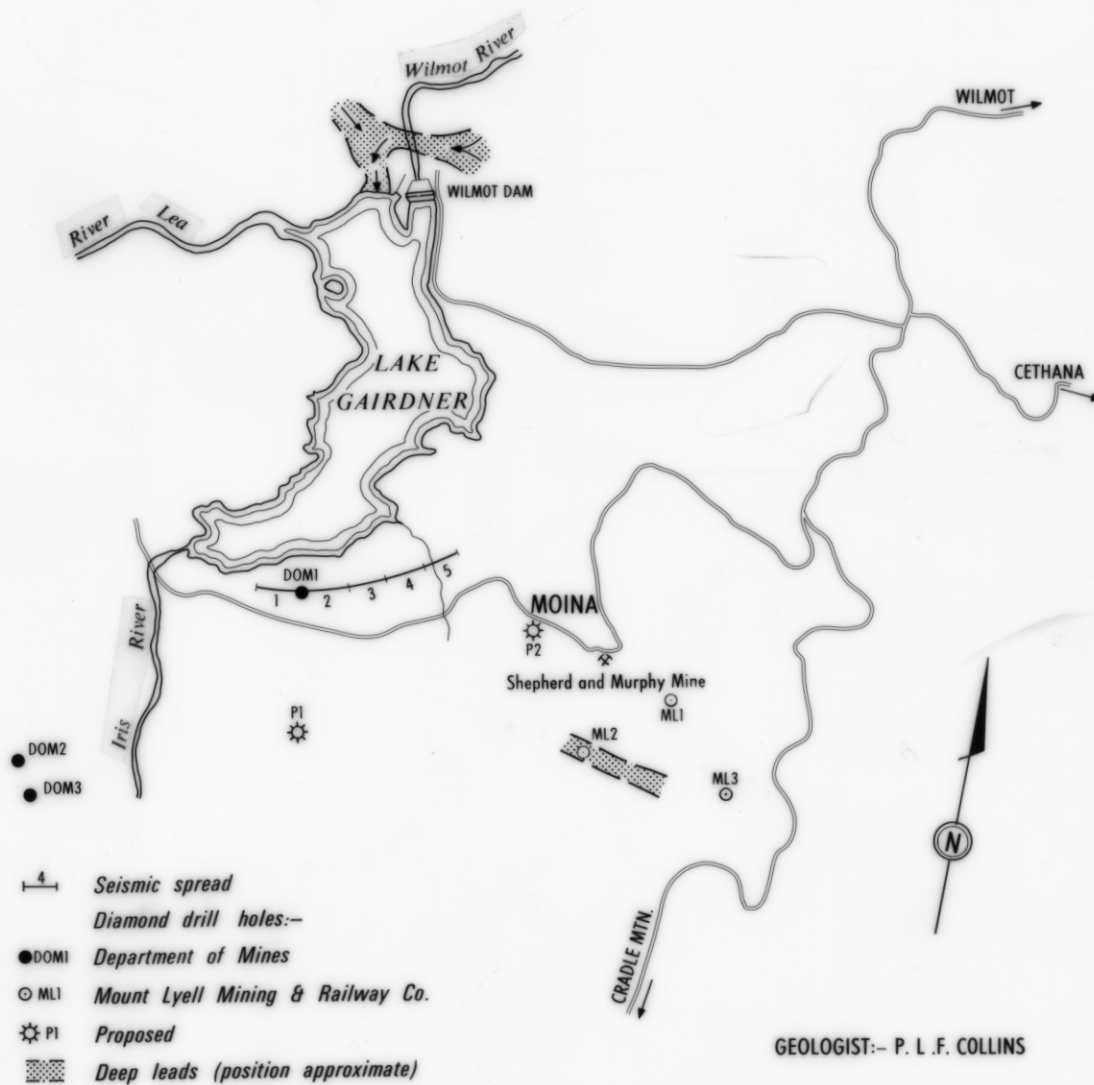 Wilmot River
WILMOT
WILMOT DAM
River Lea
LAKE
GAIRDNER
CETHANA
DOM1
1 2 3 4 5
MOINA
P2
Shepherd and Murphy Mine
River
Iris
ML1
P1
DOM2
ML2
DOM3
ML3
N
4 Seismic spread
Diamond drill holes:–
DOM1 Department of Mines
ML1 Mount Lyell Mining & Railway Co.
P1 Proposed
Deep leads (position approximate)
CRADLE MTN.
GEOLOGIST:– P. L .F. COLLINS